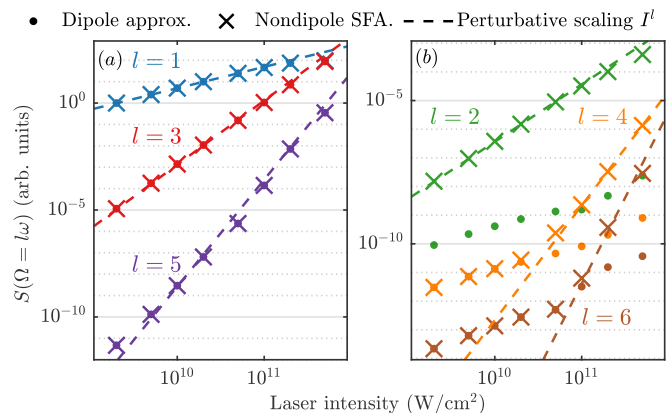 Dipole approx. Nondipole SFA. Perturbative scaling I^l
(a) l = 1
l = 3
l = 5
(b)
l = 2
l = 4
l = 6
S(Ω = lω) (arb. units)
10^0
10^-5
10^-10
10^-5
10^-10
10^10 10^11
10^10 10^11
Laser intensity (W/cm^2)